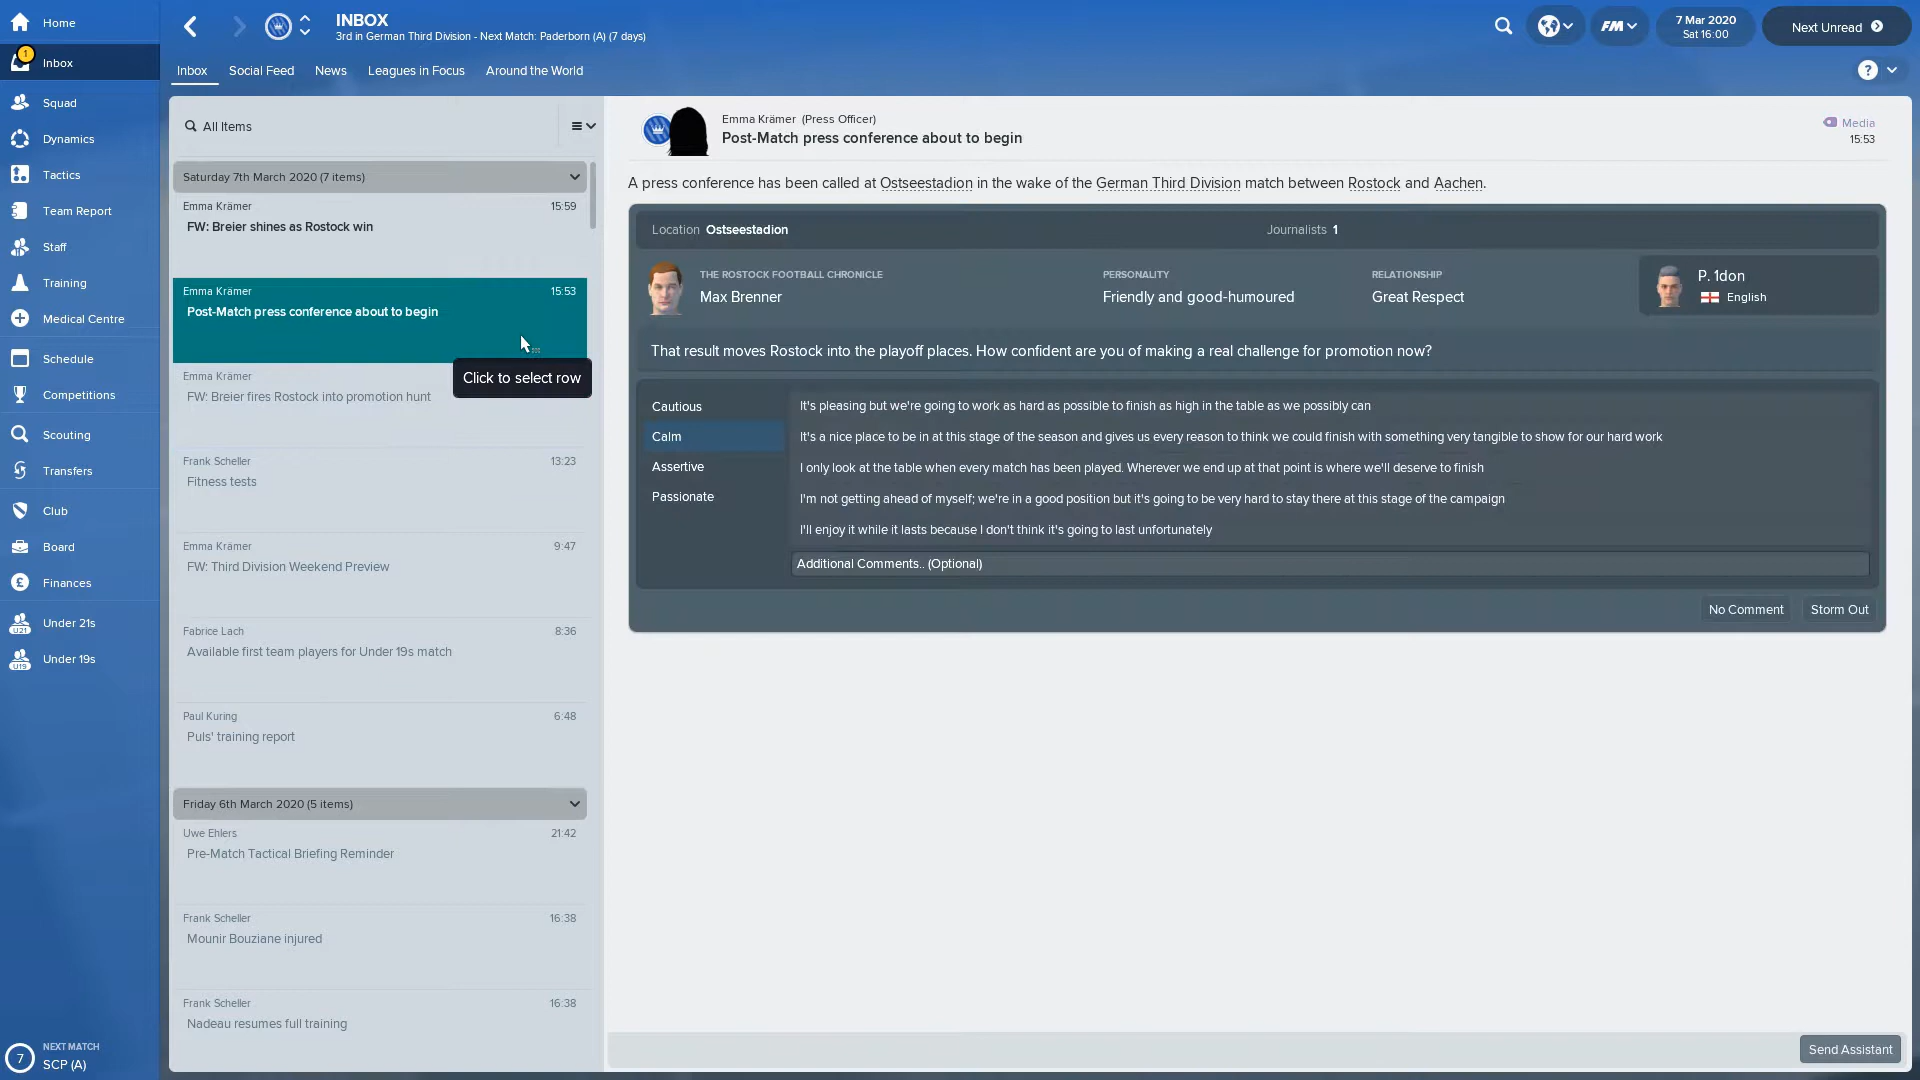 Home
1
Inbox
Squad
Dynamics
Tactics
Team Report
Staff
Training
Medical Centre
Schedule
Competitions
Scouting
Transfers
Club
Board
£
Finances
U21
Under 21s
U19
Under 19s
7
NEXT MATCH
SCP (A)
INBOX
3rd in German Third Division - Next Match: Paderborn (A) (7 days)
FM
7 Mar 2020
Sat 16:00
Next Unread
Inbox
Social Feed
News
Leagues in Focus
Around the World
?
All Items
Saturday 7th March 2020 (7 items)
Emma Krämer 15:59
FW: Breier shines as Rostock win
Emma Krämer 15:53
Post-Match press conference about to begin
Click to select row
Emma Krämer
FW: Breier fires Rostock into promotion hunt
Frank Scheller 13:23
Fitness tests
Emma Krämer 9:47
FW: Third Division Weekend Preview
Fabrice Lach 8:36
Available first team players for Under 19s match
Paul Kuring 6:48
Puls' training report
Friday 6th March 2020 (5 items)
Uwe Ehlers 21:42
Pre-Match Tactical Briefing Reminder
Frank Scheller 16:38
Mounir Bouziane injured
Frank Scheller 16:38
Nadeau resumes full training
Emma Krämer (Press Officer)
Post-Match press conference about to begin
Media
15:53
A press conference has been called at Ostseestadion in the wake of the German Third Division match between Rostock and Aachen.
Location Ostseestadion
Journalists 1
THE ROSTOCK FOOTBALL CHRONICLE
Max Brenner
PERSONALITY
Friendly and good-humoured
RELATIONSHIP
Great Respect
P. 1don
English
That result moves Rostock into the playoff places. How confident are you of making a real challenge for promotion now?
Cautious
Calm
Assertive
Passionate
It's pleasing but we're going to work as hard as possible to finish as high in the table as we possibly can
It's a nice place to be in at this stage of the season and gives us every reason to think we could finish with something very tangible to show for our hard work
I only look at the table when every match has been played. Wherever we end up at that point is where we'll deserve to finish
I'm not getting ahead of myself; we're in a good position but it's going to be very hard to stay there at this stage of the campaign
I'll enjoy it while it lasts because I don't think it's going to last unfortunately
Additional Comments.. (Optional)
No Comment
Storm Out
Send Assistant